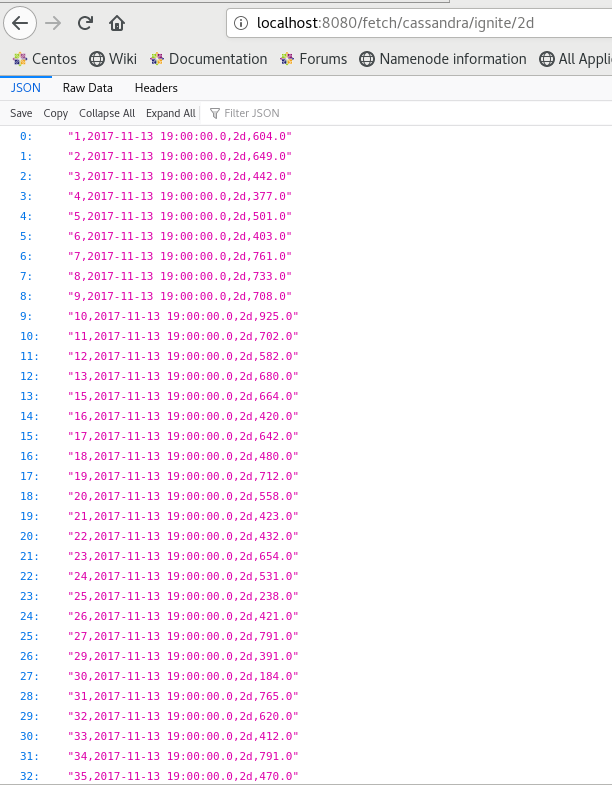 localhost:8080/fetch/cassandra/ignite/2d
Centos Wiki Documentation Forums Namenode information All Appli
JSON Raw Data Headers
Save Copy Collapse All Expand All Filter JSON
0: "1,2017-11-13 19:00:00.0,2d,604.0"
1: "2,2017-11-13 19:00:00.0,2d,649.0"
2: "3,2017-11-13 19:00:00.0,2d,442.0"
3: "4,2017-11-13 19:00:00.0,2d,377.0"
4: "5,2017-11-13 19:00:00.0,2d,501.0"
5: "6,2017-11-13 19:00:00.0,2d,403.0"
6: "7,2017-11-13 19:00:00.0,2d,761.0"
7: "8,2017-11-13 19:00:00.0,2d,733.0"
8: "9,2017-11-13 19:00:00.0,2d,708.0"
9: "10,2017-11-13 19:00:00.0,2d,925.0"
10: "11,2017-11-13 19:00:00.0,2d,702.0"
11: "12,2017-11-13 19:00:00.0,2d,582.0"
12: "13,2017-11-13 19:00:00.0,2d,680.0"
13: "15,2017-11-13 19:00:00.0,2d,664.0"
14: "16,2017-11-13 19:00:00.0,2d,420.0"
15: "17,2017-11-13 19:00:00.0,2d,642.0"
16: "18,2017-11-13 19:00:00.0,2d,480.0"
17: "19,2017-11-13 19:00:00.0,2d,712.0"
18: "20,2017-11-13 19:00:00.0,2d,558.0"
19: "21,2017-11-13 19:00:00.0,2d,423.0"
20: "22,2017-11-13 19:00:00.0,2d,432.0"
21: "23,2017-11-13 19:00:00.0,2d,654.0"
22: "24,2017-11-13 19:00:00.0,2d,531.0"
23: "25,2017-11-13 19:00:00.0,2d,238.0"
24: "26,2017-11-13 19:00:00.0,2d,421.0"
25: "27,2017-11-13 19:00:00.0,2d,791.0"
26: "29,2017-11-13 19:00:00.0,2d,391.0"
27: "30,2017-11-13 19:00:00.0,2d,184.0"
28: "31,2017-11-13 19:00:00.0,2d,765.0"
29: "32,2017-11-13 19:00:00.0,2d,620.0"
30: "33,2017-11-13 19:00:00.0,2d,412.0"
31: "34,2017-11-13 19:00:00.0,2d,791.0"
32: "35,2017-11-13 19:00:00.0,2d,470.0"